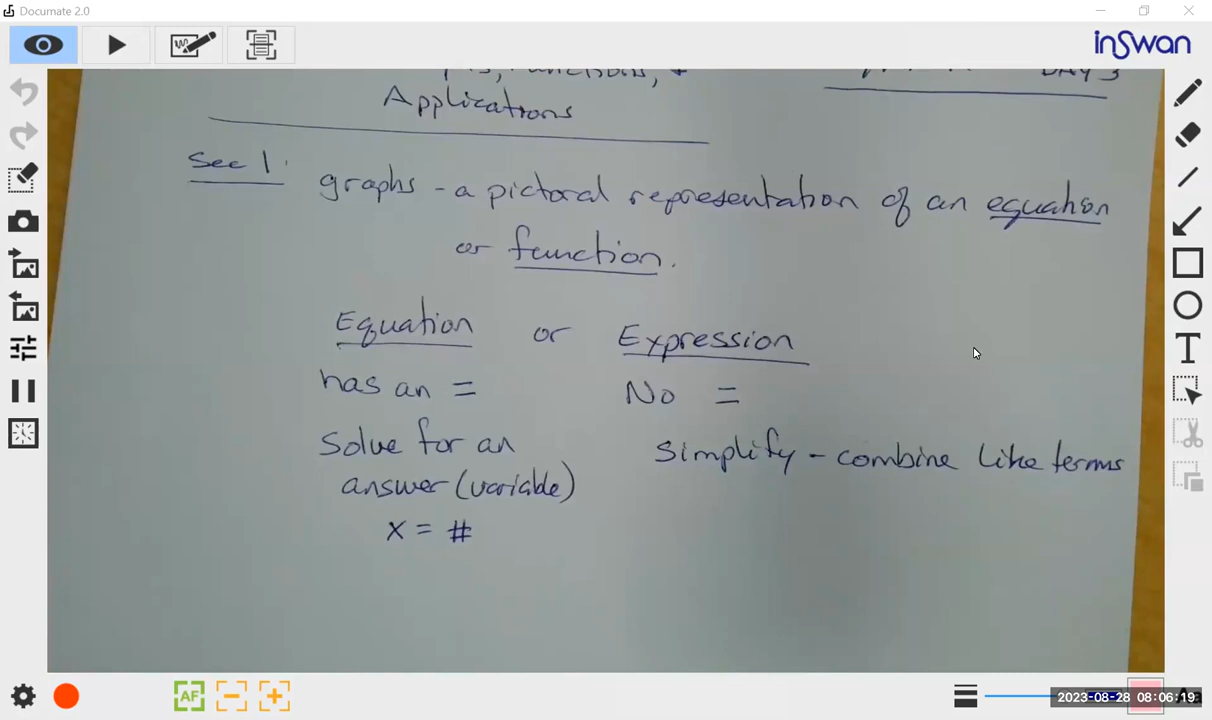 Documate 2.0
inSwan
Functions, +
DAY 3
Applications
Sec 1.
graphs - a pictoral representation of an equation
or function.
Equation or Expression
has an = No =
Solve for an Simplify - combine like terms
answer (variable)
x = #
T
AF
2023-08-28 08:06:19